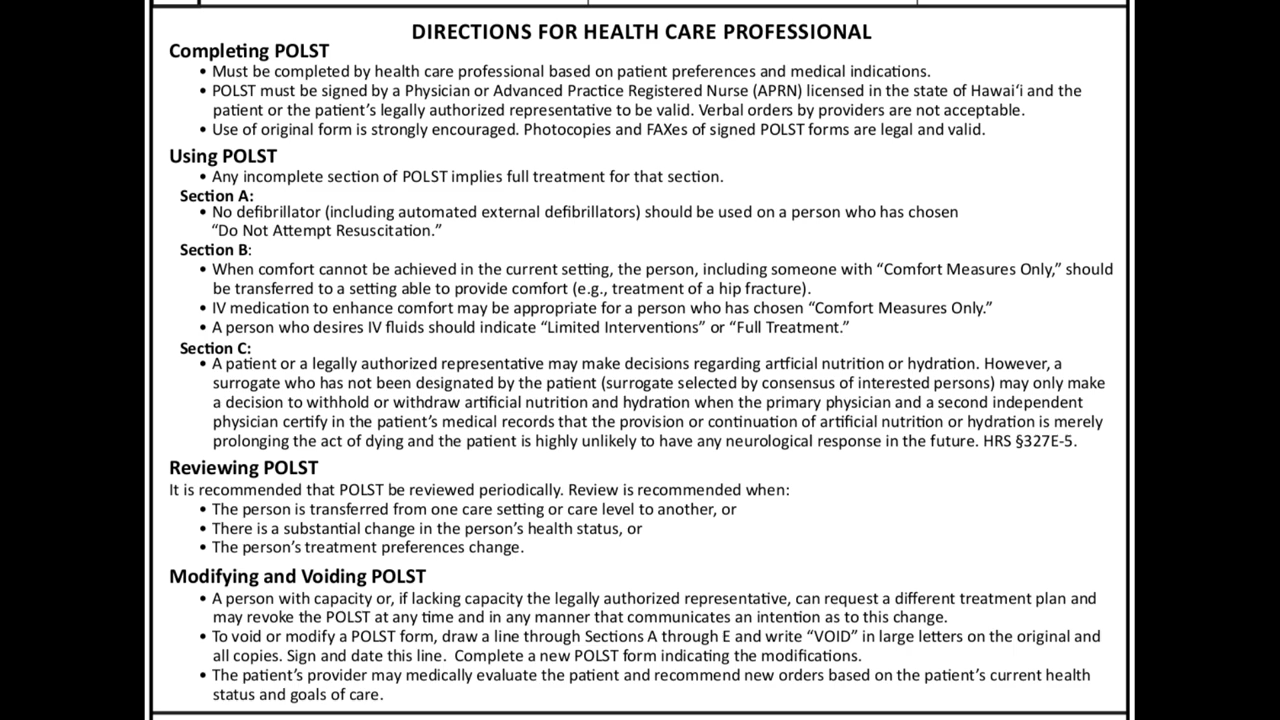 DIRECTIONS FOR HEALTH CARE PROFESSIONAL
Completing POLST
• Must be completed by health care professional based on patient preferences and medical indications.
• POLST must be signed by a Physician or Advanced Practice Registered Nurse (APRN) licensed in the state of Hawai‘i and the
patient or the patient’s legally authorized representative to be valid. Verbal orders by providers are not acceptable.
• Use of original form is strongly encouraged. Photocopies and FAXes of signed POLST forms are legal and valid.
Using POLST
• Any incomplete section of POLST implies full treatment for that section.
Section A:
• No defibrillator (including automated external defibrillators) should be used on a person who has chosen
“Do Not Attempt Resuscitation.”
Section B:
• When comfort cannot be achieved in the current setting, the person, including someone with “Comfort Measures Only,” should
be transferred to a setting able to provide comfort (e.g., treatment of a hip fracture).
• IV medication to enhance comfort may be appropriate for a person who has chosen “Comfort Measures Only.”
• A person who desires IV fluids should indicate “Limited Interventions” or “Full Treatment.”
Section C:
• A patient or a legally authorized representative may make decisions regarding artficial nutrition or hydration. However, a
surrogate who has not been designated by the patient (surrogate selected by consensus of interested persons) may only make
a decision to withhold or withdraw artificial nutrition and hydration when the primary physician and a second independent
physician certify in the patient’s medical records that the provision or continuation of artificial nutrition or hydration is merely
prolonging the act of dying and the patient is highly unlikely to have any neurological response in the future. HRS §327E-5.
Reviewing POLST
It is recommended that POLST be reviewed periodically. Review is recommended when:
• The person is transferred from one care setting or care level to another, or
• There is a substantial change in the person’s health status, or
• The person’s treatment preferences change.
Modifying and Voiding POLST
• A person with capacity or, if lacking capacity the legally authorized representative, can request a different treatment plan and
may revoke the POLST at any time and in any manner that communicates an intention as to this change.
• To void or modify a POLST form, draw a line through Sections A through E and write “VOID” in large letters on the original and
all copies. Sign and date this line.  Complete a new POLST form indicating the modifications.
• The patient’s provider may medically evaluate the patient and recommend new orders based on the patient’s current health
status and goals of care.